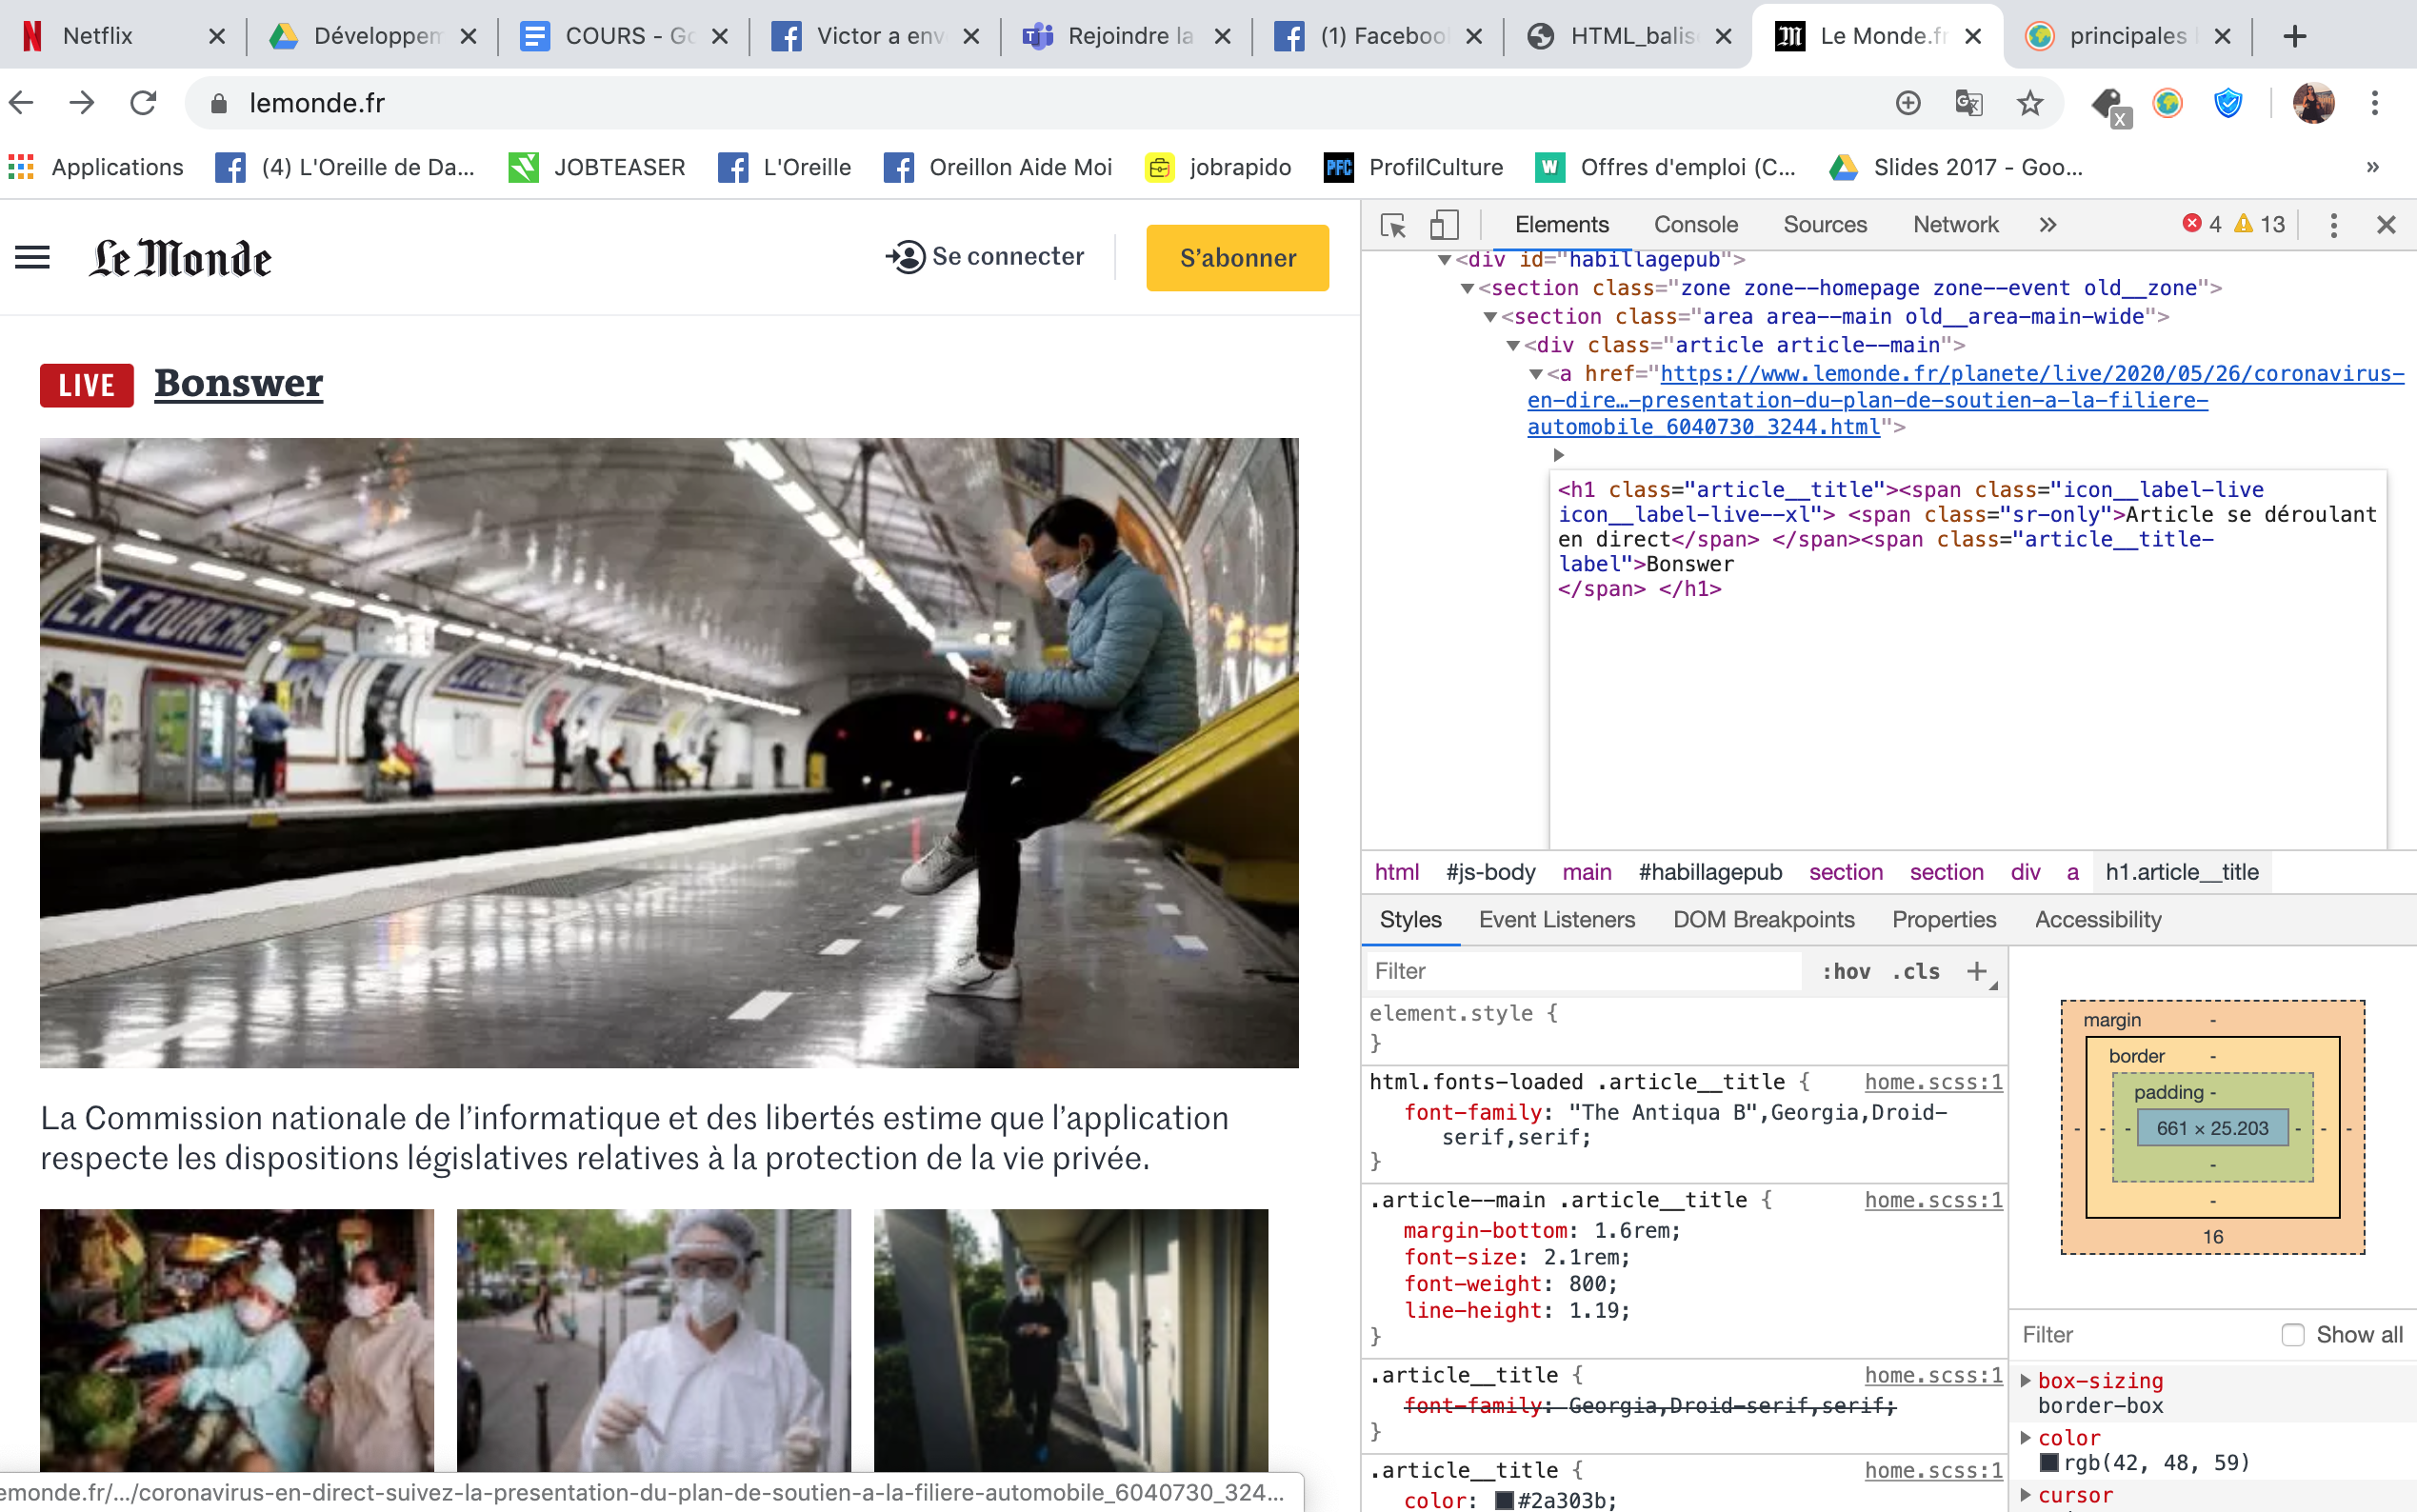 Netflix
Développem
COURS - Go
Victor a env
Rejoindre la
(1) Facebool
HTML_balis
Le Monde.fr
principales
lemonde.fr
Applications
(4) L'Oreille de Da...
JOBTEASER
L'Oreille
Oreillon Aide Moi
jobrapido
PFC ProfilCulture
W Offres d'emploi (C...
Slides 2017 - Goo...
»
Le Monde
Se connecter
S'abonner
LIVE Bonswer
LA FOURCHE
La Commission nationale de l'informatique et des libertés estime que l'application
respecte les dispositions législatives relatives à la protection de la vie privée.
emonde.fr/.../coronavirus-en-direct-suivez-la-presentation-du-plan-de-soutien-a-la-filiere-automobile_6040730_324...
Elements Console Sources Network » 4 13
<div id="habillagepub">
<section class="zone zone--homepage zone--event old__zone">
<section class="area area--main old__area-main-wide">
<div class="article article--main">
<a href="https://www.lemonde.fr/planete/live/2020/05/26/coronavirus-
en-dire…-presentation-du-plan-de-soutien-a-la-filiere-
automobile_6040730_3244.html">
<h1 class="article__title"><span class="icon__label-live
icon__label-live--xl"> <span class="sr-only">Article se déroulant
en direct</span> </span><span class="article__title-
label">Bonswer
</span> </h1>
html #js-body main #habillagepub section section div a h1.article__title
Styles Event Listeners DOM Breakpoints Properties Accessibility
Filter :hov .cls +
element.style {
}
html.fonts-loaded .article__title { home.scss:1
font-family: "The Antiqua B",Georgia,Droid-
serif,serif;
}
.article--main .article__title { home.scss:1
margin-bottom: 1.6rem;
font-size: 2.1rem;
font-weight: 800;
line-height: 1.19;
}
.article__title { home.scss:1
font-family: Georgia,Droid-serif,serif;
}
.article__title { home.scss:1
color: #2a303b;
margin -
border -
padding -
- - - 661 × 25.203 - - -
-
-
16
Filter Show all
box-sizing
border-box
color
rgb(42, 48, 59)
cursor